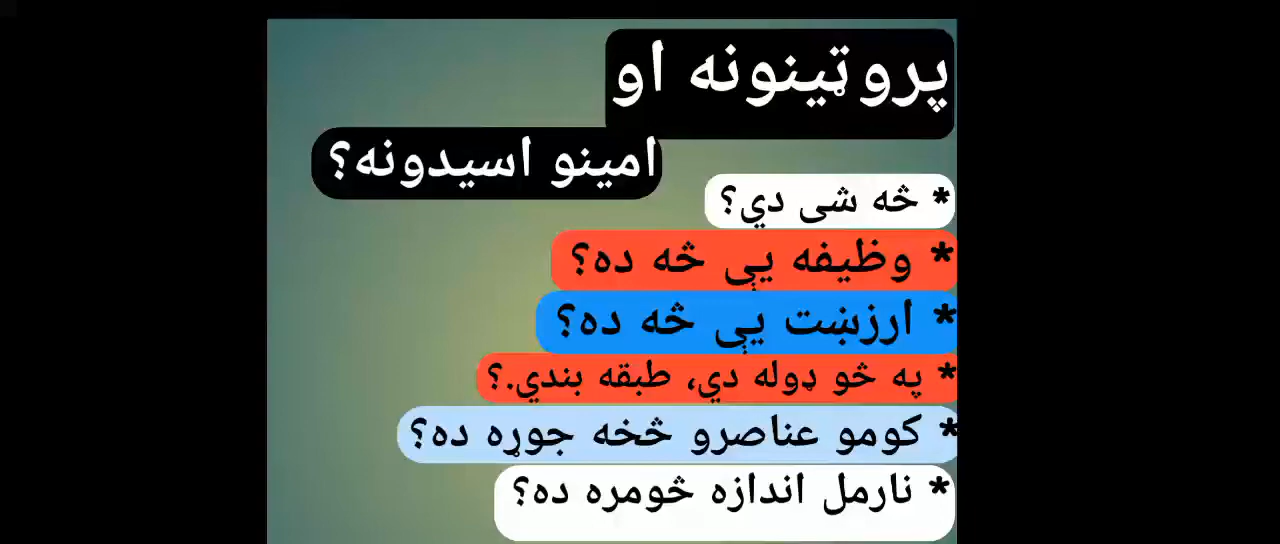 پروټینونه او
امینو اسیدونه؟
* څه شی دي؟
* وظیفه یې څه ده؟
* ارزښت یې څه ده؟
* په څو ډوله دي، طبقه بندي.؟
* کومو عناصرو څخه جوړه ده؟
* نارمل اندازه څومره ده؟